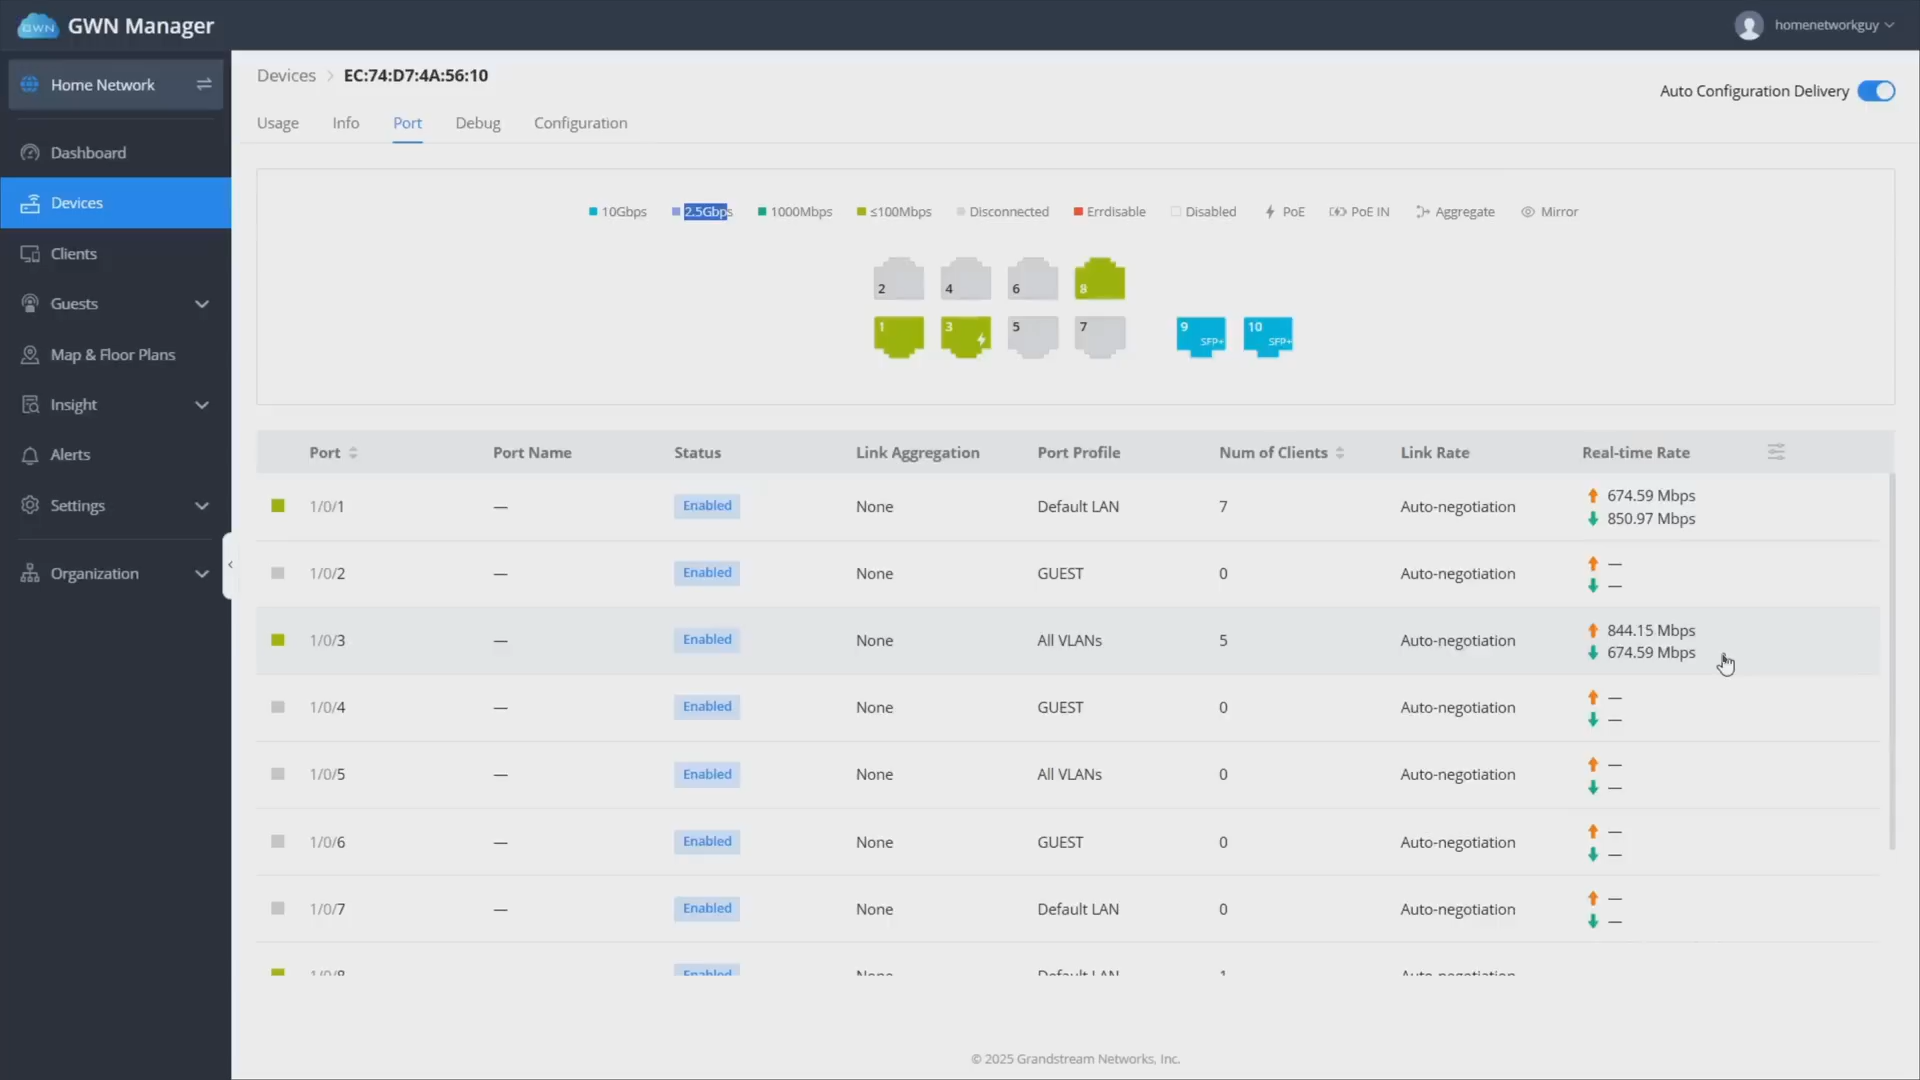 GWN
GWN Manager
homenetworkguy
Home Network
Dashboard
Devices
Clients
Guests
Map & Floor Plans
Insight
Alerts
Settings
Organization
Devices > EC:74:D7:4A:56:10
Auto Configuration Delivery
Usage Info Port Debug Configuration
10Gbps 2.5Gbps 1000Mbps ≤100Mbps Disconnected Errdisable Disabled PoE PoE IN Aggregate Mirror
2 4 6 8
1 3 5 7 9 SFP+ 10 SFP+
Port Port Name Status Link Aggregation Port Profile Num of Clients Link Rate Real-time Rate
1/0/1 — Enabled None Default LAN 7 Auto-negotiation 674.59 Mbps
850.97 Mbps
1/0/2 — Enabled None GUEST 0 Auto-negotiation —
—
1/0/3 — Enabled None All VLANs 5 Auto-negotiation 844.15 Mbps
674.59 Mbps
1/0/4 — Enabled None GUEST 0 Auto-negotiation —
—
1/0/5 — Enabled None All VLANs 0 Auto-negotiation —
—
1/0/6 — Enabled None GUEST 0 Auto-negotiation —
—
1/0/7 — Enabled None Default LAN 0 Auto-negotiation —
—
1/0/8 Enabled None Default LAN 1 Auto-negotiation
© 2025 Grandstream Networks, Inc.